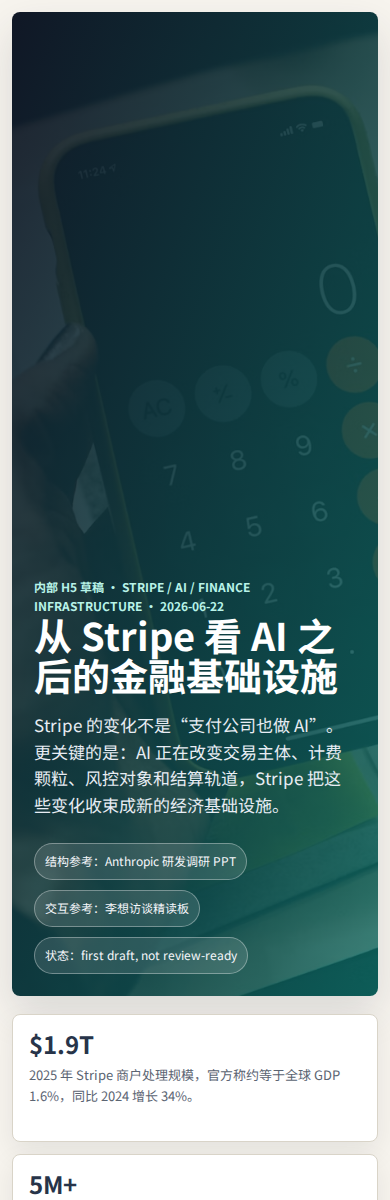 11:24
0
AC
%
÷
7
8
9
×
4
5
6
2
3
内部 H5 草稿 · STRIPE / AI / FINANCE
INFRASTRUCTURE · 2026-06-22
从 Stripe 看 AI 之
后的金融基础设施
Stripe 的变化不是“支付公司也做 AI”。
更关键的是：AI 正在改变交易主体、计费
颗粒、风控对象和结算轨道，Stripe 把这
些变化收束成新的经济基础设施。
结构参考：Anthropic 研发调研 PPT
交互参考：李想访谈精读板
状态：first draft, not review-ready
$1.9T
2025 年 Stripe 商户处理规模，官方称约等于全球 GDP
1.6%，同比 2024 增长 34%。
5M+